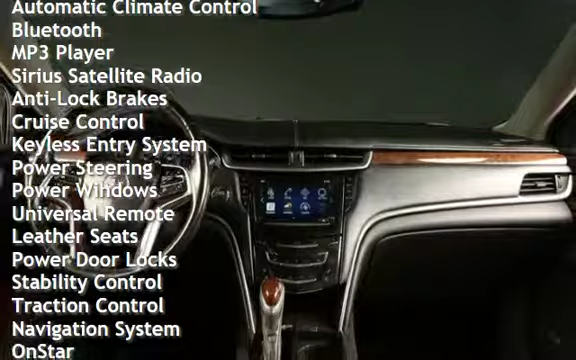 Automatic Climate Control
Bluetooth
MP3 Player
Sirius Satellite Radio
Anti-Lock Brakes
Cruise Control
Keyless Entry System
Power Steering
Power Windows
Universal Remote
Leather Seats
Power Door Locks
Stability Control
Traction Control
Navigation System
OnStar